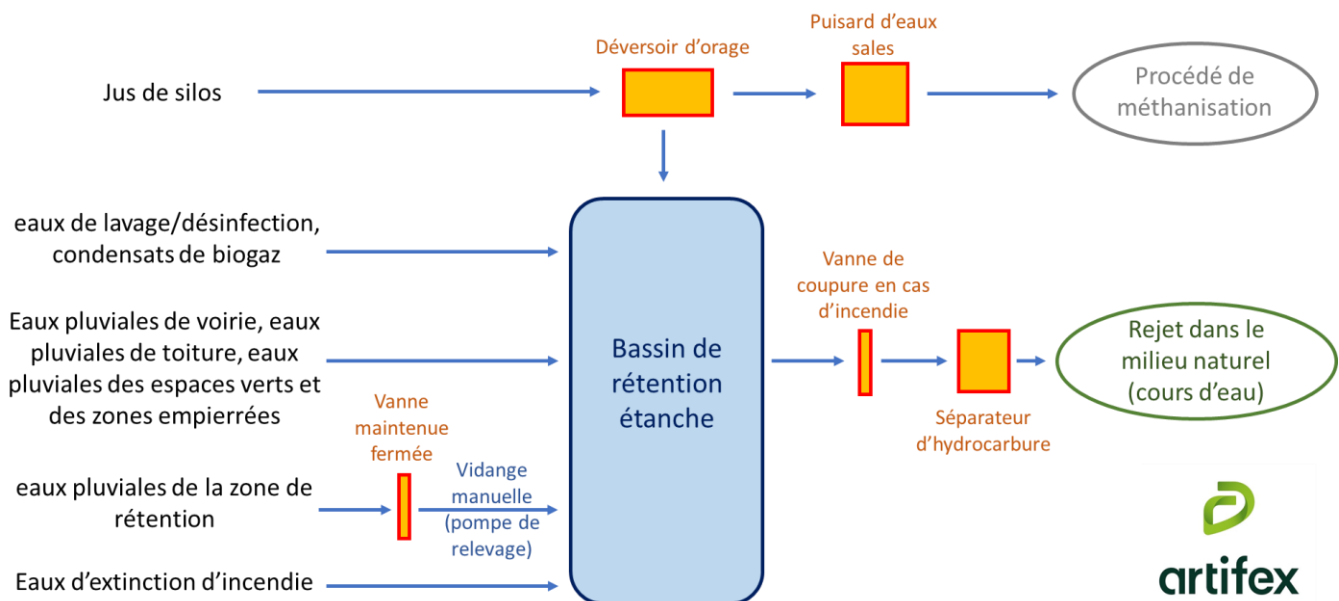 Déversoir d'orage
Puisard d'eaux
sales
Jus de silos
Procédé de
méthanisation
eaux de lavage/désinfection,
condensats de biogaz
Eaux pluviales de voirie, eaux
pluviales de toiture, eaux
pluviales des espaces verts et
des zones empierrées
Vanne
maintenue
fermée
eaux pluviales de la zone de
rétention
Vidange
manuelle
(pompe de
relevage)
Eaux d'extinction d'incendie
Bassin de
rétention
étanche
Vanne de
coupure en cas
d'incendie
Séparateur
d'hydrocarbure
Rejet dans le
milieu naturel
(cours d'eau)
artifex